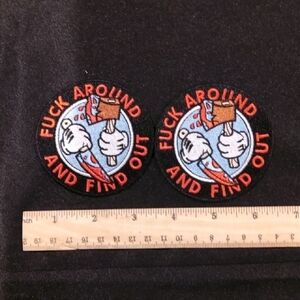 FUCK AROUND
AND FIND OUT
FUCK AROUND
AND FIND OUT
1 2 3 4 5 6